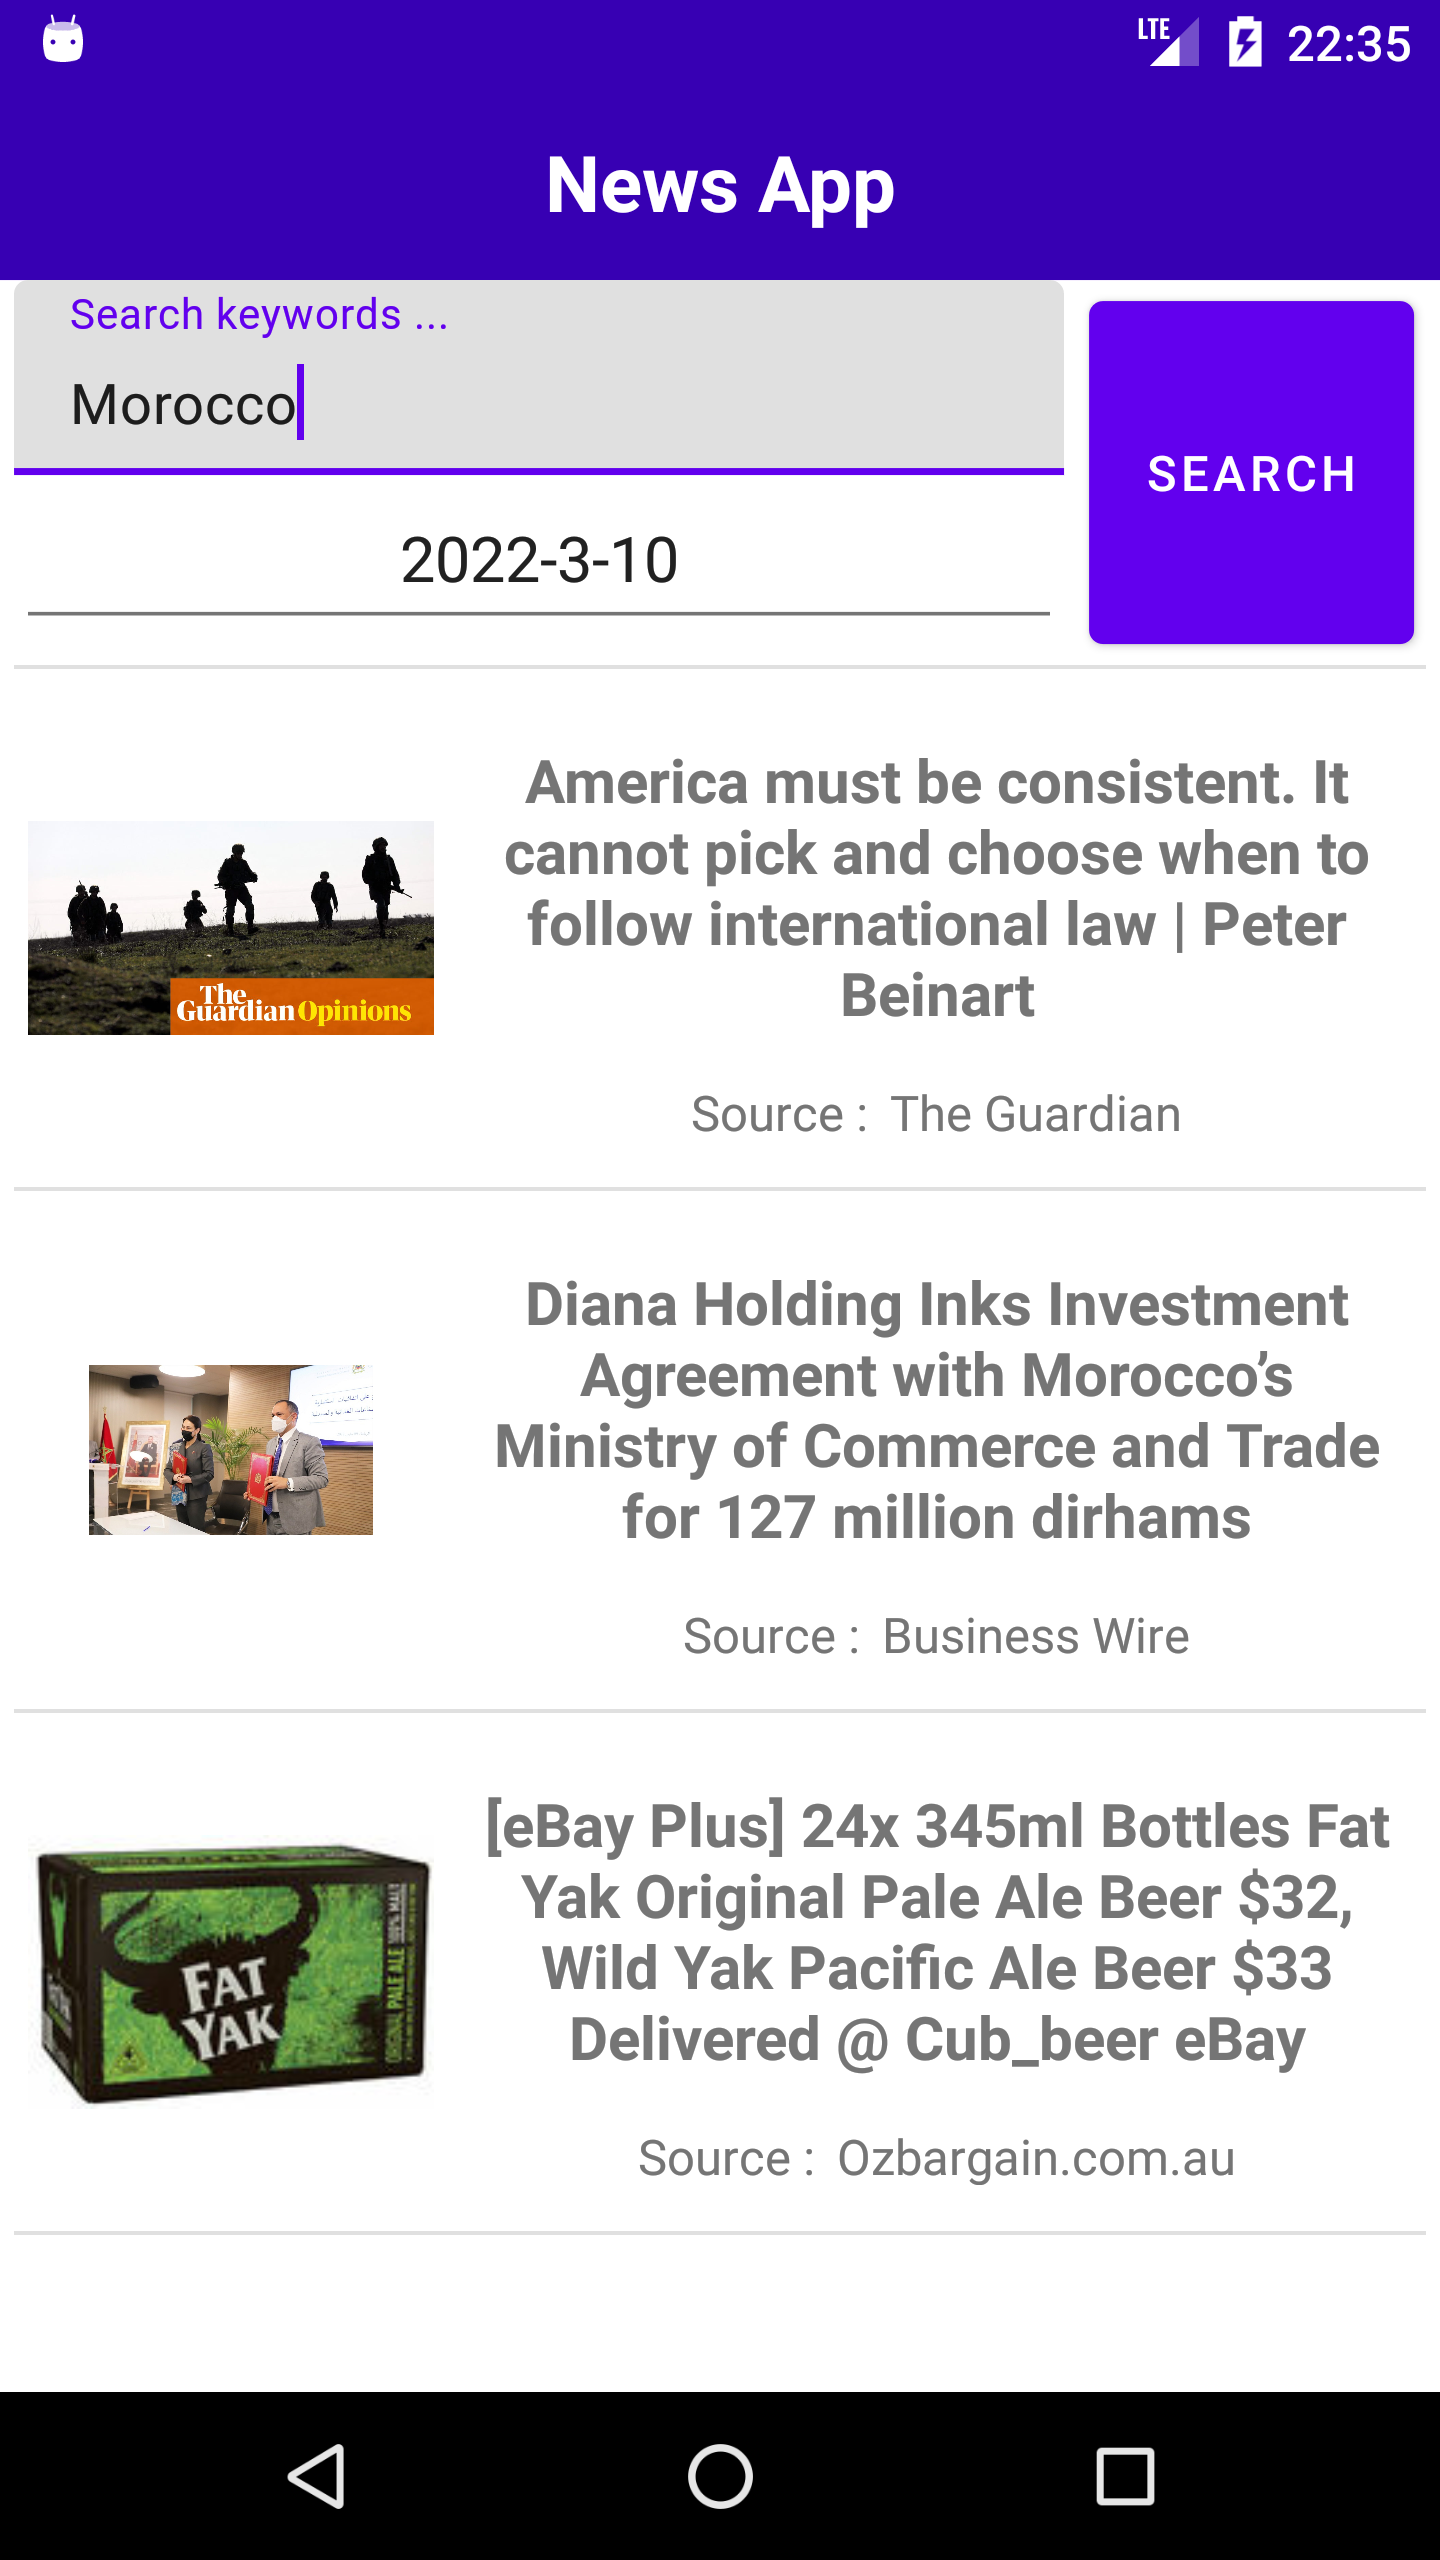 LTE 22:35
News App
Search keywords ...
Morocco
SEARCH
2022-3-10
America must be consistent. It
cannot pick and choose when to
follow international law | Peter
Beinart
The
Guardian Opinions
Source : The Guardian
Diana Holding Inks Investment
Agreement with Morocco’s
Ministry of Commerce and Trade
for 127 million dirhams
Source : Business Wire
[eBay Plus] 24x 345ml Bottles Fat
Yak Original Pale Ale Beer $32,
Wild Yak Pacific Ale Beer $33
Delivered @ Cub_beer eBay
FAT
YAK
ORIGINAL PALE ALE
Source : Ozbargain.com.au